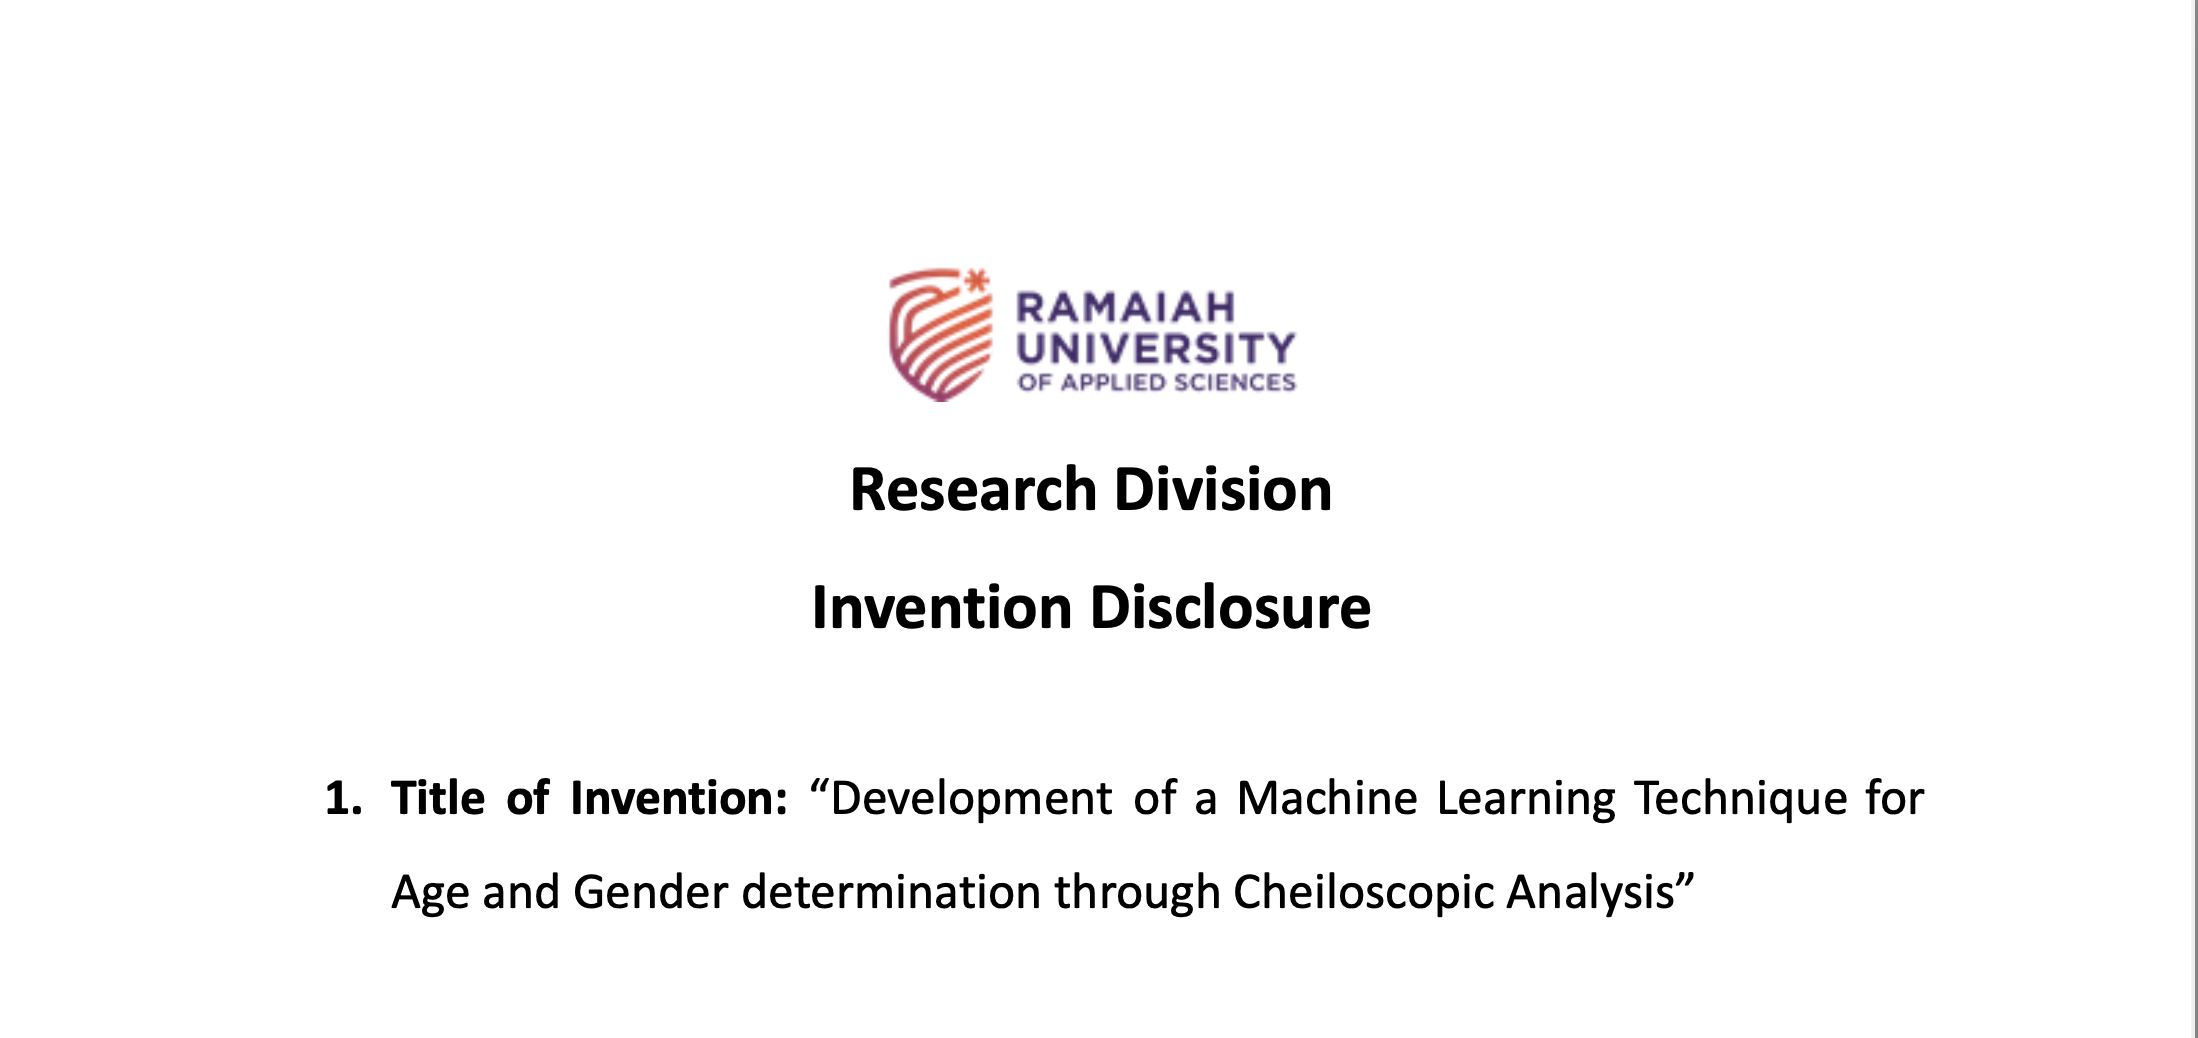 RAMAIAH
UNIVERSITY
OF APPLIED SCIENCES
Research Division
Invention Disclosure
1. Title of Invention: “Development of a Machine Learning Technique for
Age and Gender determination through Cheiloscopic Analysis”